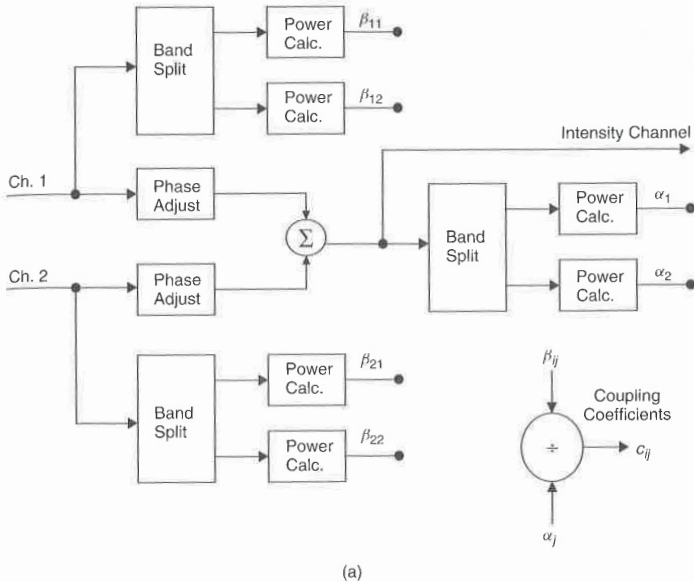 Power
Calc.
β11
Band
Split
Power
Calc.
β12
Intensity Channel
Ch. 1
Phase
Adjust
Power
Calc.
α1
Σ
Band
Split
Ch. 2
Phase
Adjust
Power
Calc.
α2
Power
Calc.
β21
βij
Band
Split
Coupling
Coefficients
Power
Calc.
β22
÷
cij
αj
(a)